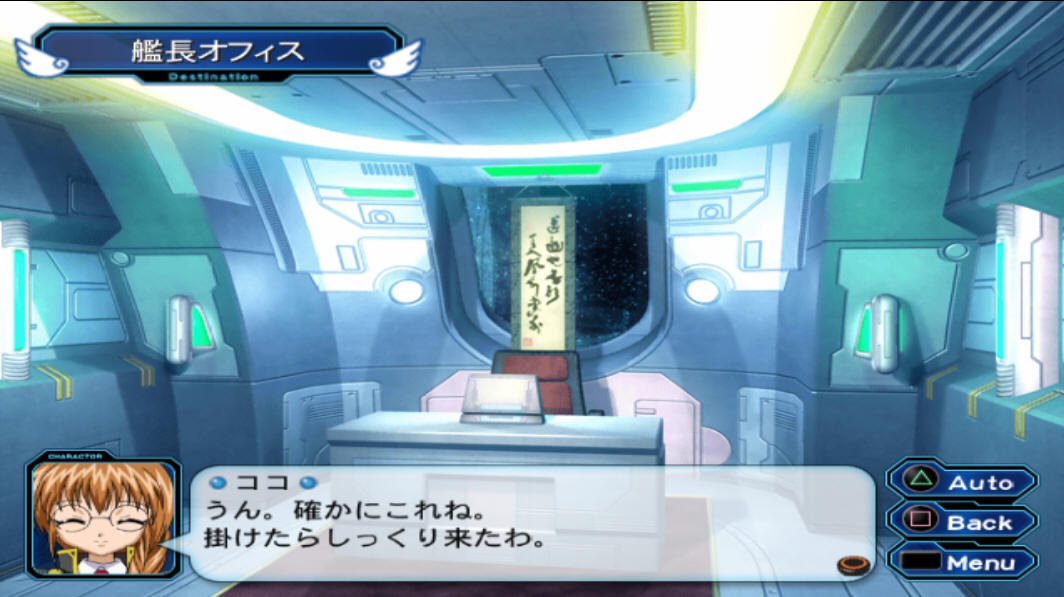 艦長オフィス
Destination
CHARACTOR
ココ
うん。確かにこれね。
掛けたらしっくり来たわ。
Auto
Back
Menu